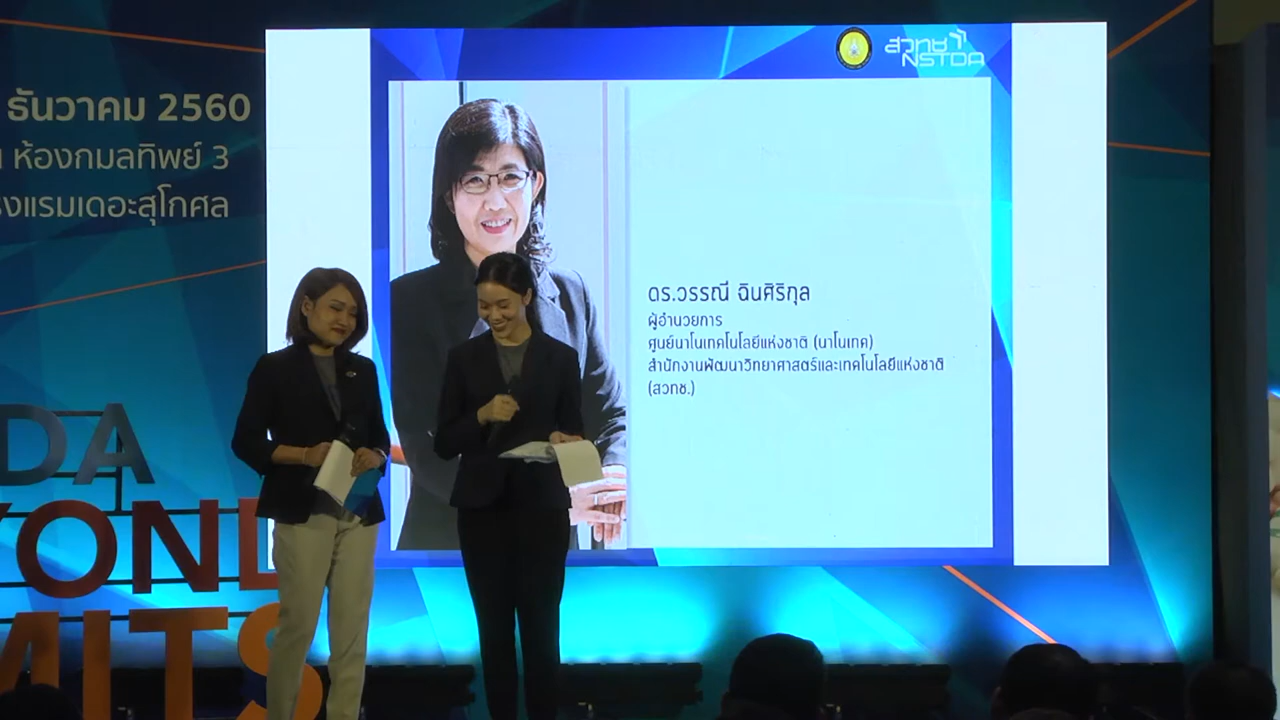 ธันวาคม 2560
ห้องกมลทิพย์ 3
แรมเดอะสุโกศล
สวทช
NSTDA
ดร.วรรณี ฉินศิริกุล
ผู้อำนวยการ
ศูนย์นาโนเทคโนโลยีแห่งชาติ (นาโนเทค)
สำนักงานพัฒนาวิทยาศาสตร์และเทคโนโลยีแห่งชาติ
(สวทช.)
DA
YOND
MITS